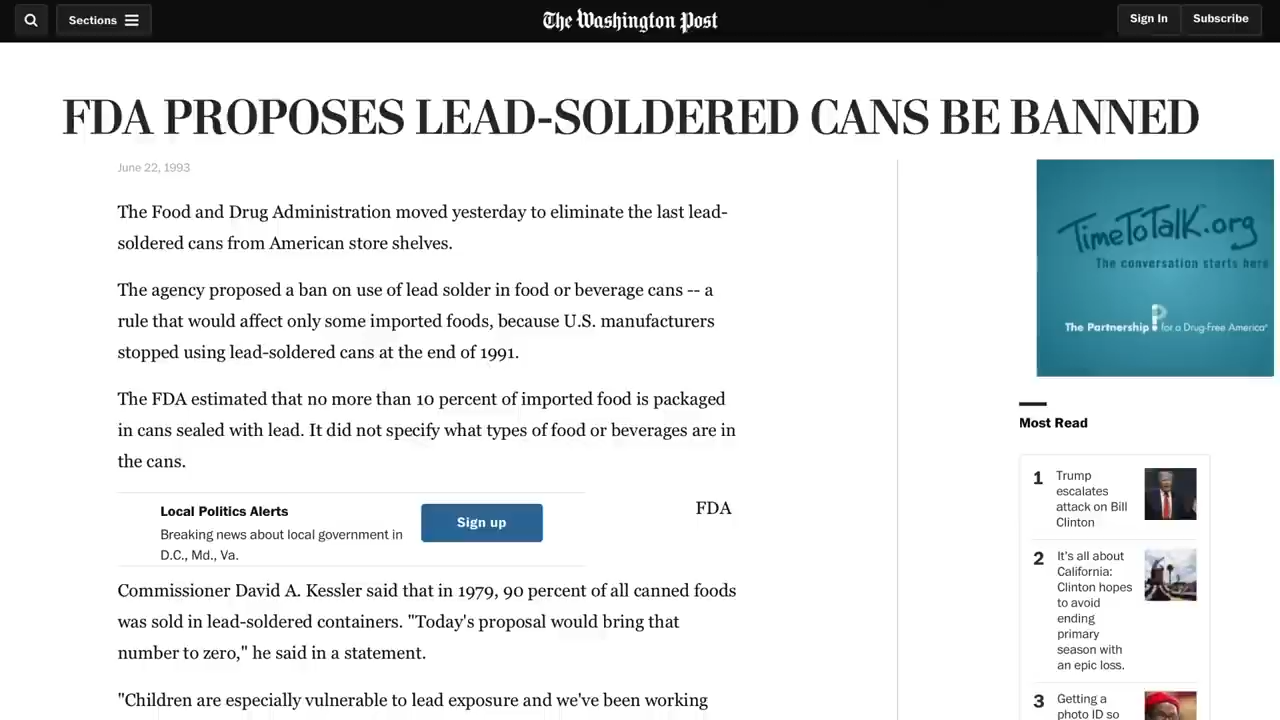 Sections
The Washington Post
Sign In
Subscribe
FDA PROPOSES LEAD-SOLDERED CANS BE BANNED
June 22, 1993
The Food and Drug Administration moved yesterday to eliminate the last lead-
soldered cans from American store shelves.
The agency proposed a ban on use of lead solder in food or beverage cans -- a
rule that would affect only some imported foods, because U.S. manufacturers
stopped using lead-soldered cans at the end of 1991.
The FDA estimated that no more than 10 percent of imported food is packaged
in cans sealed with lead. It did not specify what types of food or beverages are in
the cans.
Local Politics Alerts
Breaking news about local government in
D.C., Md., Va.
Sign up
FDA
Commissioner David A. Kessler said that in 1979, 90 percent of all canned foods
was sold in lead-soldered containers. "Today's proposal would bring that
number to zero," he said in a statement.
"Children are especially vulnerable to lead exposure and we've been working
TimeToTalk.org
The conversation starts here
The Partnership for a Drug-Free America
Most Read
1
Trump
escalates
attack on Bill
Clinton
2
It's all about
California:
Clinton hopes
to avoid
ending
primary
season with
an epic loss.
3
Getting a
photo ID so